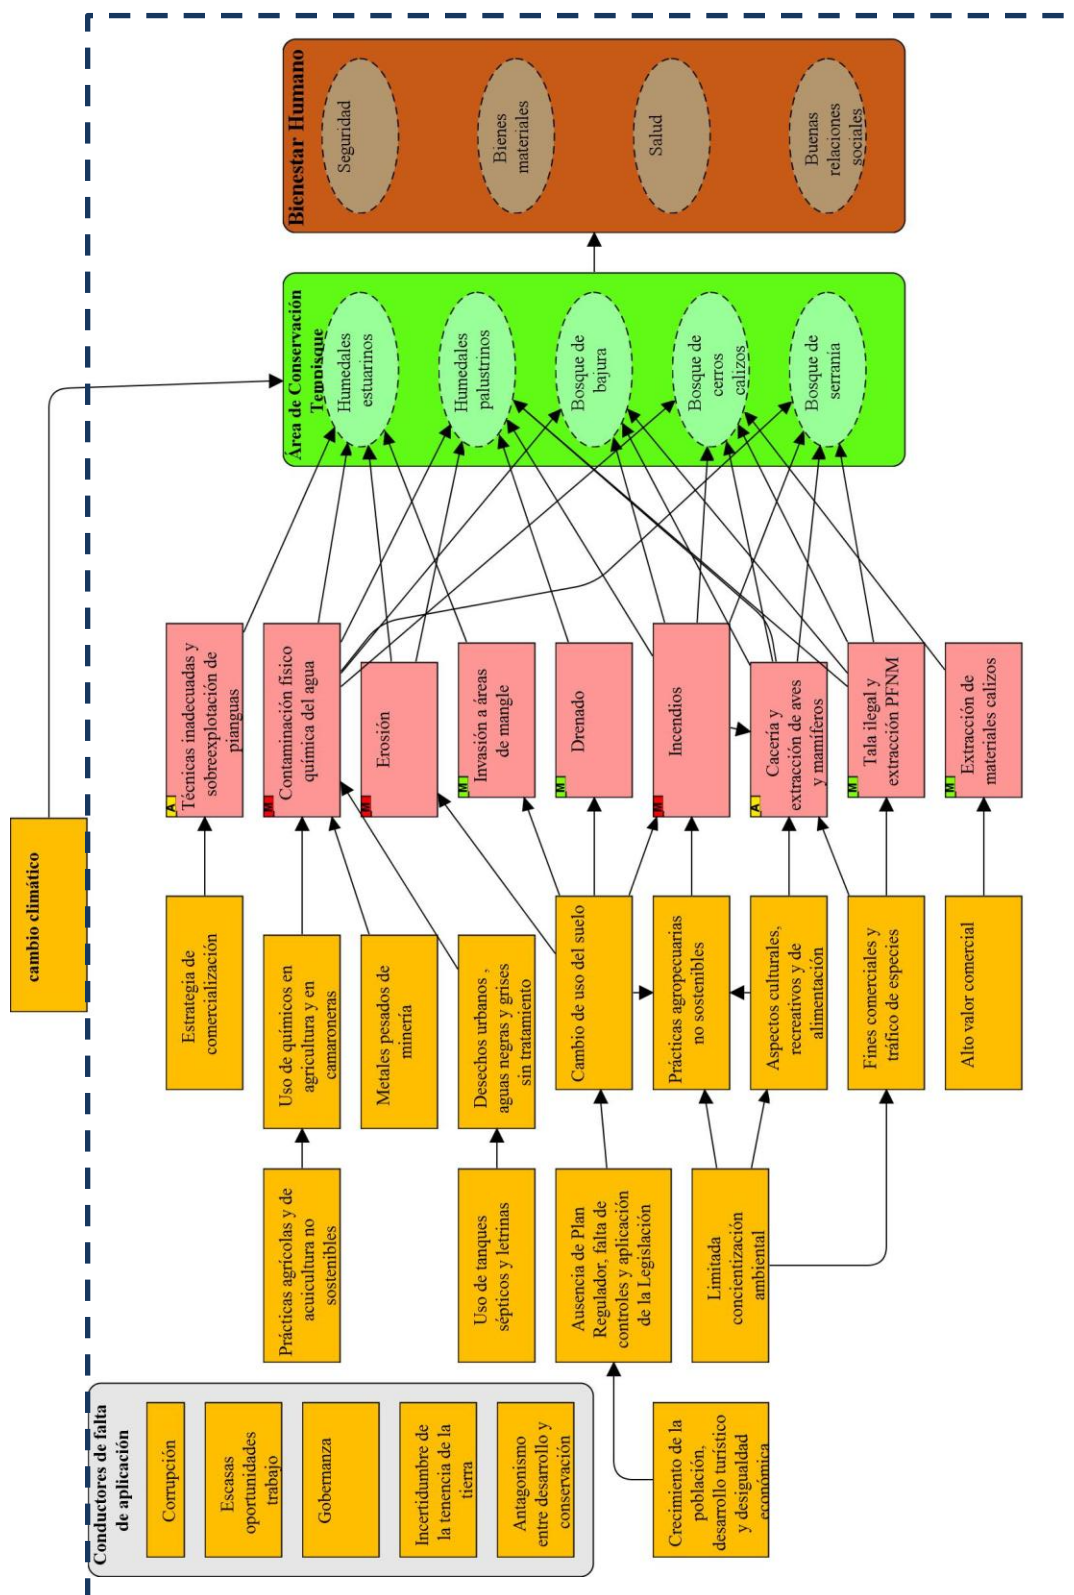 cambio climático
Conductores de falta
de aplicación
Corrupción
Escasas
oportunidades
trabajo
Gobernanza
Incertidumbre de
la tenencia de la
tierra
Antagonismo
entre desarrollo y
conservación
Crecimiento de la
población,
desarrollo turístico
y desigualdad
económica
Prácticas agrícolas y de
acuicultura no
sostenibles
Uso de tanques
sépticos y letrinas
Ausencia de Plan
Regulador, falta de
controles y aplicación
de la Legislación
Limitada
concientización
ambiental
Estrategia de
comercialización
Uso de químicos en
agricultura y en
camaroneras
Metales pesados de
minería
Desechos urbanos ,
aguas negras y grises
sin tratamiento
Cambio de uso del suelo
Prácticas agropecuarias
no sostenibles
Aspectos culturales,
recreativos y de
alimentación
Fines comerciales y
tráfico de especies
Alto valor comercial
A
Técnicas inadecuadas y
sobreexplotación de
pianguas
M
Contaminación físico
química del agua
M
Erosión
M
Invasión a áreas
de mangle
M
Drenado
M
Incendios
A
Cacería y
extracción de aves
y mamíferos
M
Tala ilegal y
extracción PFNM
M
Extracción de
materiales calizos
Área de Conservación
Tempisque
Humedales
estuarinos
Humedales
palustrinos
Bosque de
bajura
Bosque de
cerros
calizos
Bosque de
serranía
Bienestar Humano
Seguridad
Bienes
materiales
Salud
Buenas
relaciones
sociales